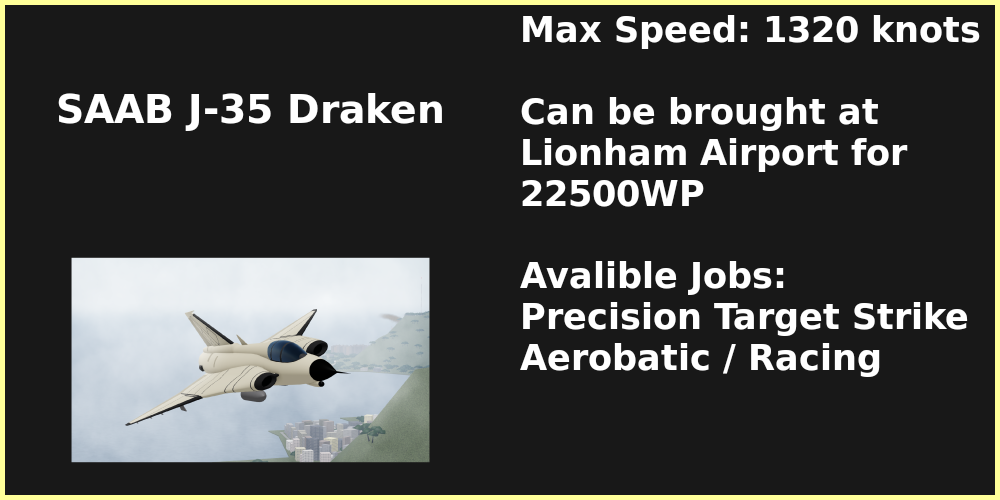 SAAB J-35 Draken
Max Speed: 1320 knots
Can be brought at
Lionham Airport for
22500WP
Avalible Jobs:
Precision Target Strike
Aerobatic / Racing